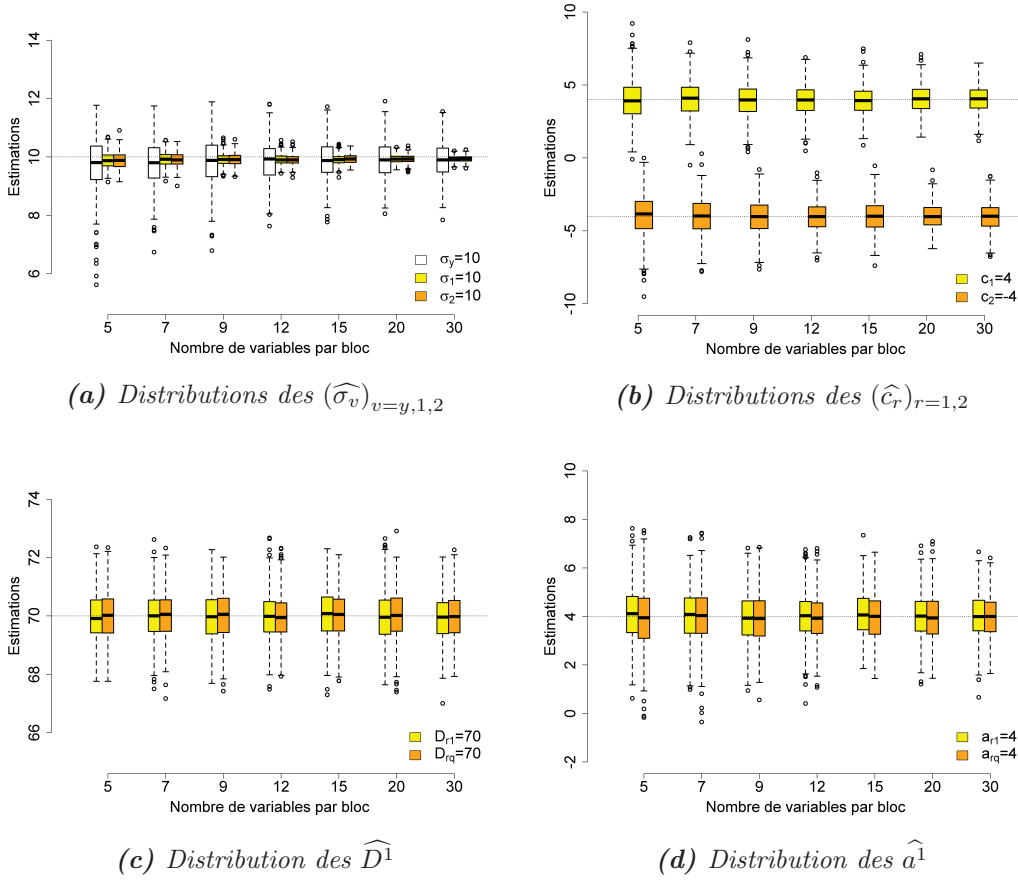 14
12
10
8
6
Estimations
σy=10
σ1=10
σ2=10
5 7 9 12 15 20 30
Nombre de variables par bloc
(a) Distributions des (σ̂v)v=y,1,2
10
5
0
-5
-10
Estimations
c1=4
c2=-4
5 7 9 12 15 20 30
Nombre de variables par bloc
(b) Distributions des (ĉr)r=1,2
74
72
70
68
66
Estimations
Dr1=70
Drq=70
5 7 9 12 15 20 30
Nombre de variables par bloc
(c) Distribution des D̂1
10
8
6
4
2
0
-2
Estimations
ar1=4
arq=4
5 7 9 12 15 20 30
Nombre de variables par bloc
(d) Distribution des â1